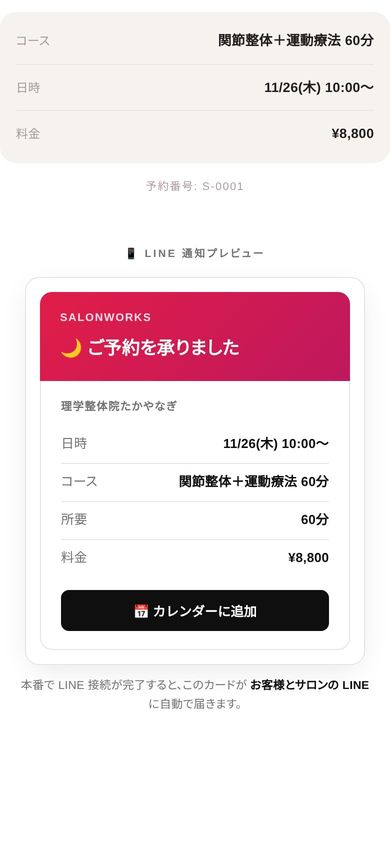 コース 関節整体＋運動療法 60分
日時 11/26(木) 10:00〜
料金 ¥8,800
予約番号: S-0001
📱 LINE 通知プレビュー
SALONWORKS
🌙 ご予約を承りました
理学整体院たかやなぎ
日時 11/26(木) 10:00〜
コース 関節整体＋運動療法 60分
所要 60分
料金 ¥8,800
📅 カレンダーに追加
本番で LINE 接続が完了すると、このカードが お客様とサロンの LINE
に自動で届きます。